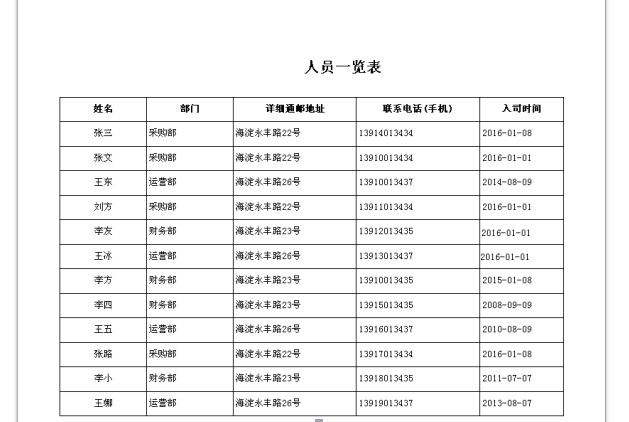 人员一览表
姓名 部门 详细通邮地址 联系电话(手机) 入司时间
张三 采购部 海淀永丰路22号 13914013434 2016-01-08
张文 采购部 海淀永丰路22号 13910013434 2016-01-01
王东 运营部 海淀永丰路26号 13910013437 2014-08-09
刘方 采购部 海淀永丰路22号 13911013434 2016-01-01
李友 财务部 海淀永丰路23号 13912013435 2016-01-01
王冰 运营部 海淀永丰路26号 13913013437 2016-01-01
李方 财务部 海淀永丰路23号 13910013435 2015-01-08
李四 财务部 海淀永丰路23号 13915013435 2008-09-09
王五 运营部 海淀永丰路26号 13916013437 2010-08-09
张路 采购部 海淀永丰路22号 13917013434 2016-01-08
李小 财务部 海淀永丰路23号 13918013435 2011-07-07
王娜 运营部 海淀永丰路26号 13919013437 2013-08-07